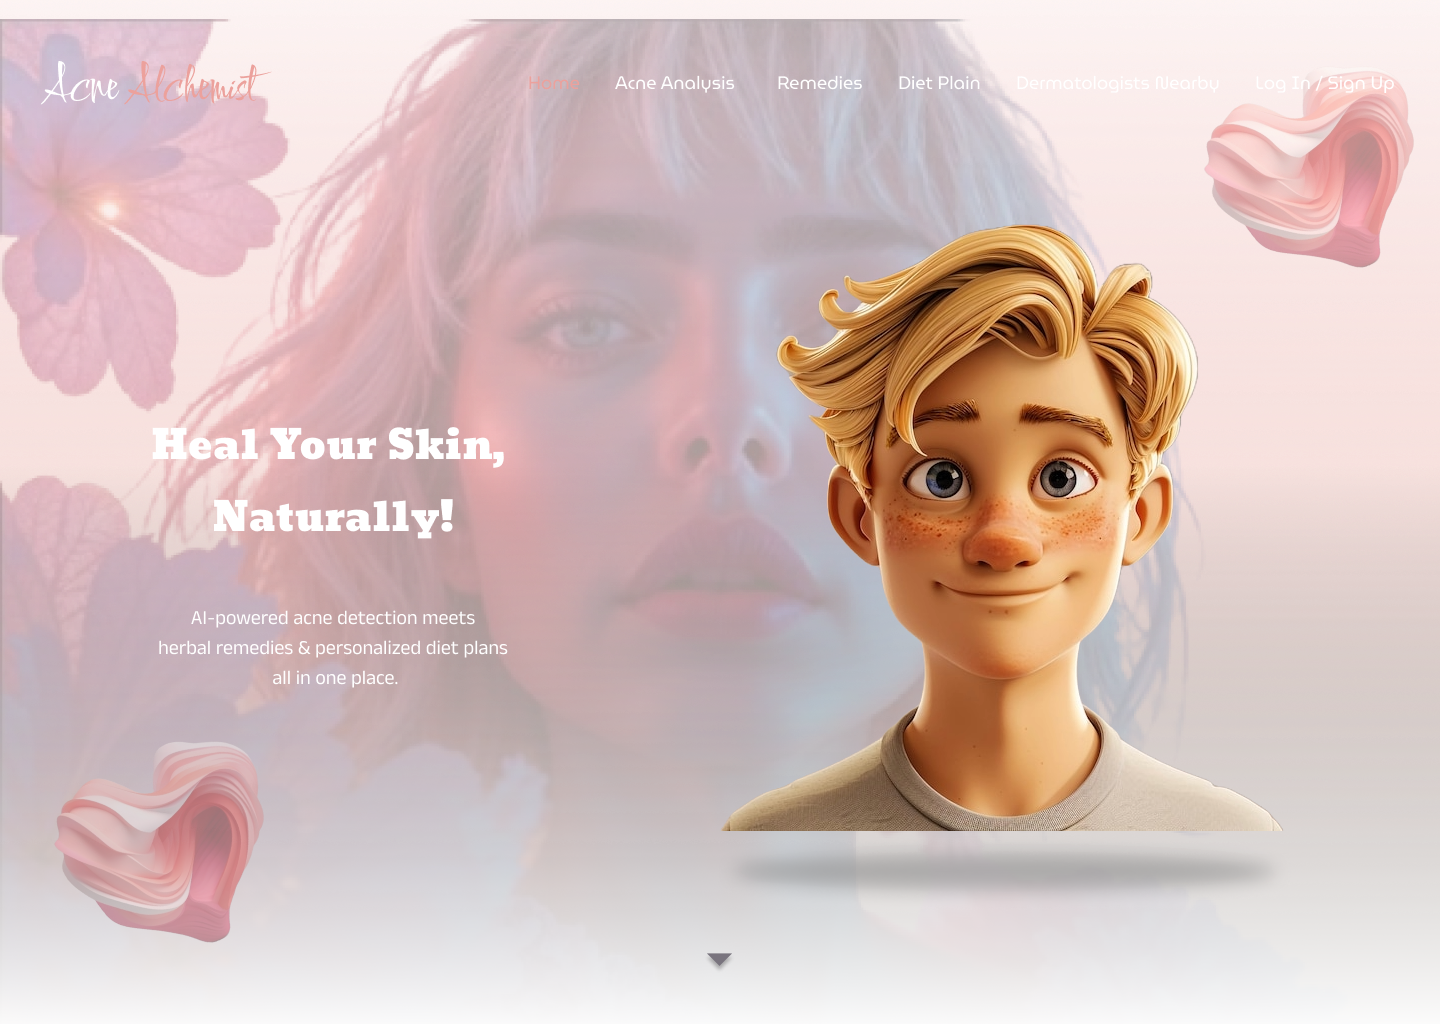 Acne Alchemist
Home Acne Analysis Remedies Diet Plain Dermatologists Nearby Log In / Sign Up
Heal Your Skin,
Naturally!
AI-powered acne detection meets
herbal remedies & personalized diet plans
all in one place.